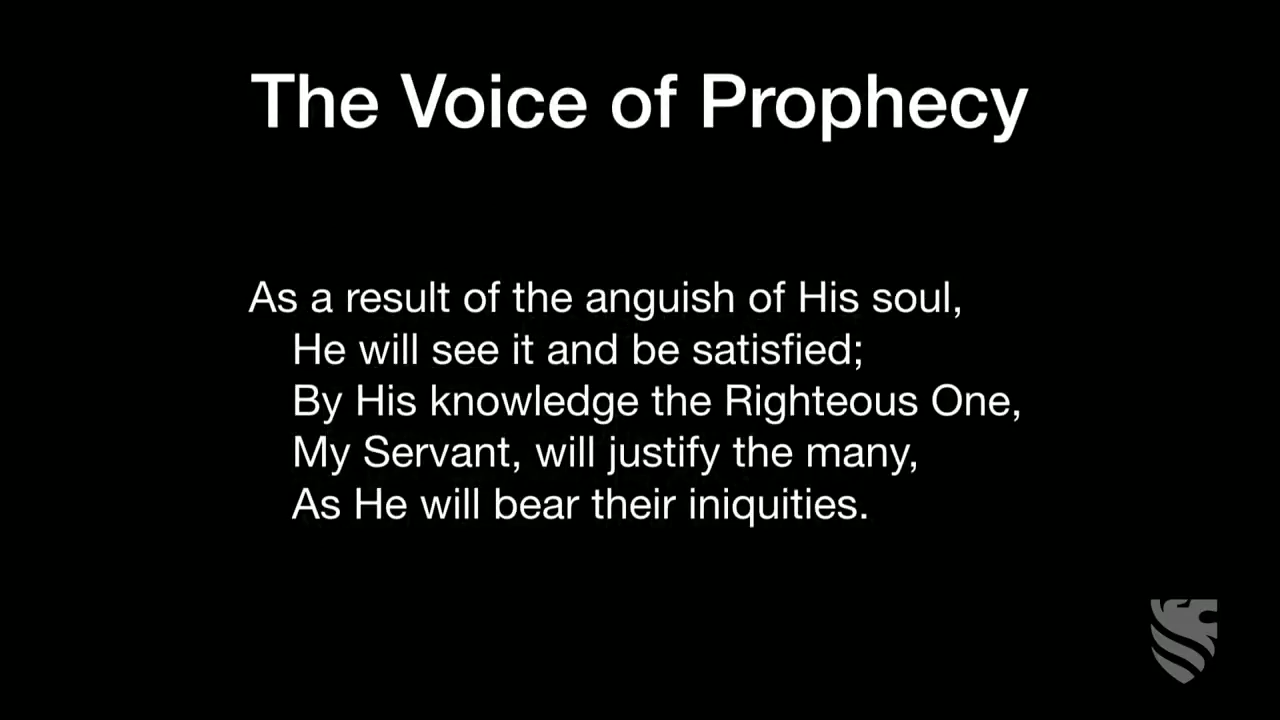 The Voice of Prophecy
As a result of the anguish of His soul,
He will see it and be satisfied;
By His knowledge the Righteous One,
My Servant, will justify the many,
As He will bear their iniquities.